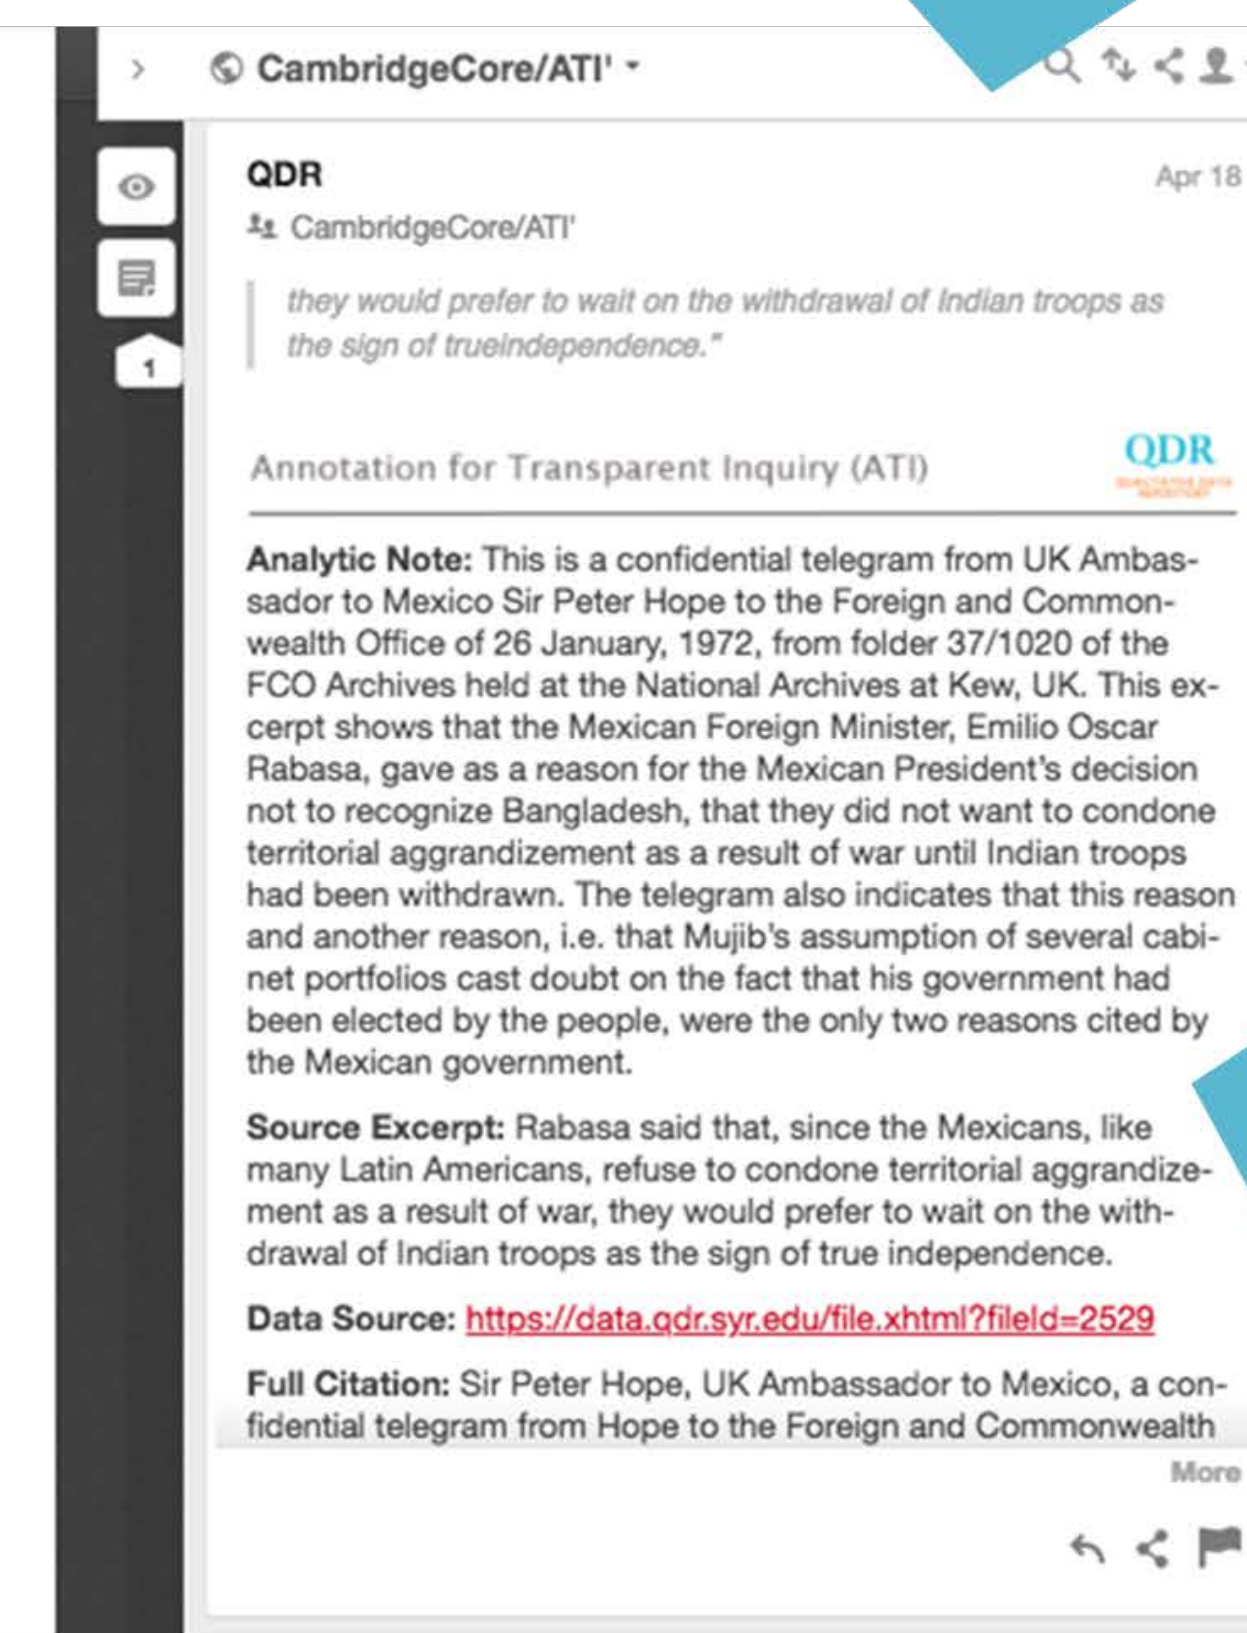 CambridgeCore/ATI'
QDR
Apr 18
CambridgeCore/ATI'
they would prefer to wait on the withdrawal of Indian troops as
the sign of trueindependence."
1
Annotation for Transparent Inquiry (ATI)
QDR
QUALITATIVE DATA
REPOSITORY
Analytic Note: This is a confidential telegram from UK Ambas-
sador to Mexico Sir Peter Hope to the Foreign and Common-
wealth Office of 26 January, 1972, from folder 37/1020 of the
FCO Archives held at the National Archives at Kew, UK. This ex-
cerpt shows that the Mexican Foreign Minister, Emilio Oscar
Rabasa, gave as a reason for the Mexican President's decision
not to recognize Bangladesh, that they did not want to condone
territorial aggrandizement as a result of war until Indian troops
had been withdrawn. The telegram also indicates that this reason
and another reason, i.e. that Mujib's assumption of several cabi-
net portfolios cast doubt on the fact that his government had
been elected by the people, were the only two reasons cited by
the Mexican government.
Source Excerpt: Rabasa said that, since the Mexicans, like
many Latin Americans, refuse to condone territorial aggrandize-
ment as a result of war, they would prefer to wait on the with-
drawal of Indian troops as the sign of true independence.
Data Source: https://data.qdr.syr.edu/file.xhtml?fileId=2529
Full Citation: Sir Peter Hope, UK Ambassador to Mexico, a con-
fidential telegram from Hope to the Foreign and Commonwealth
More